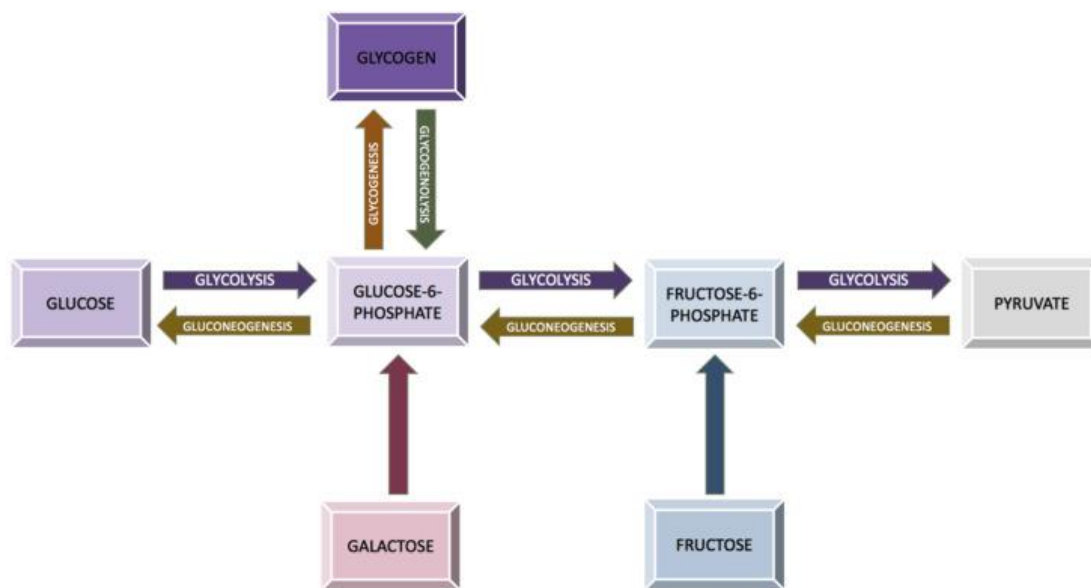 GLYCOGEN
GLYCOGENESIS
GLYCOGENOLYSIS
GLUCOSE
GLYCOLYSIS
GLUCONEOGENESIS
GLUCOSE-6-
PHOSPHATE
GLYCOLYSIS
GLUCONEOGENESIS
FRUCTOSE-6-
PHOSPHATE
GLYCOLYSIS
GLUCONEOGENESIS
PYRUVATE
GALACTOSE
FRUCTOSE